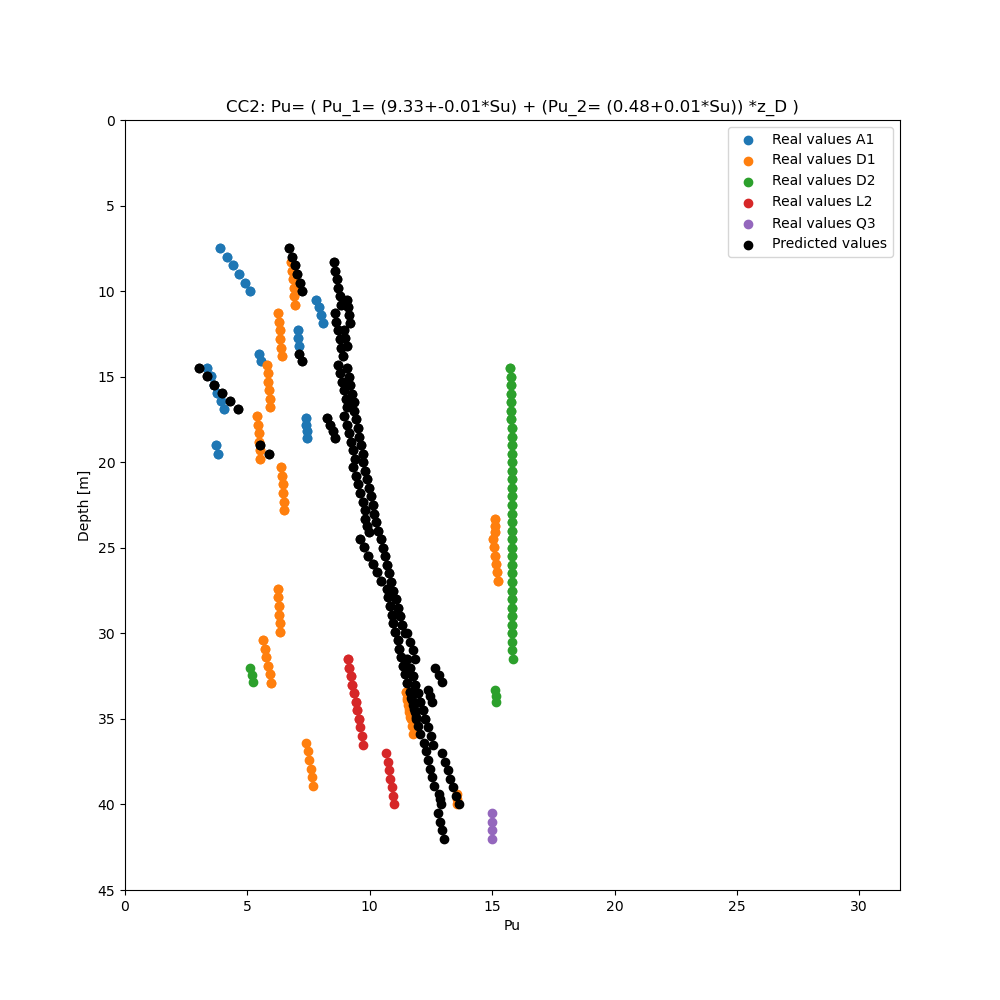 CC2: Pu= ( Pu_1= (9.33+-0.01*Su) + (Pu_2= (0.48+0.01*Su)) *z_D )
Real values A1
Real values D1
Real values D2
Real values L2
Real values Q3
Predicted values
0
5
10
15
20
25
30
35
40
45
Depth [m]
0
5
10
15
20
25
30
Pu